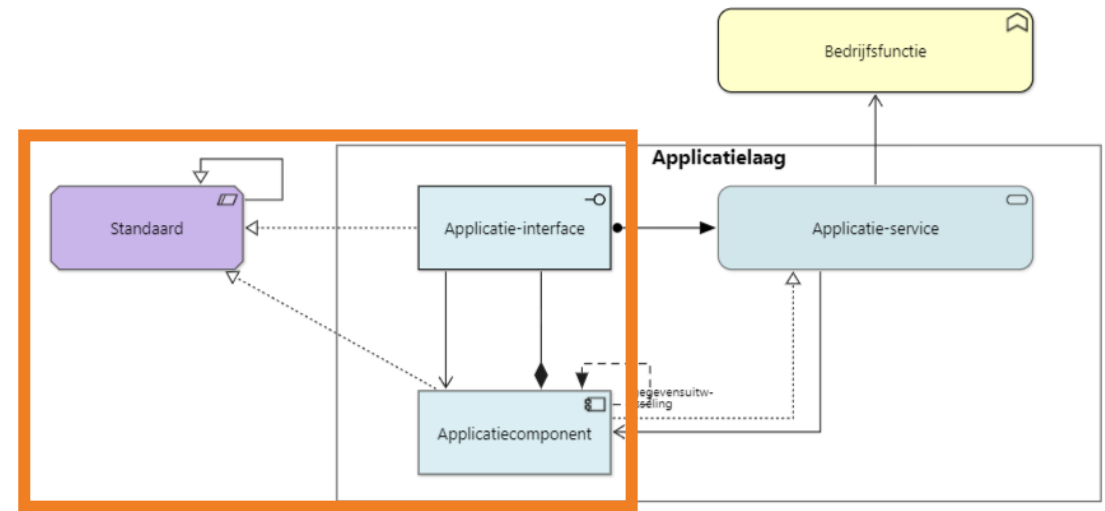 Bedrijfsfunctie
Applicatielaag
Standaard
Applicatie-interface
Applicatie-service
Applicatiecomponent